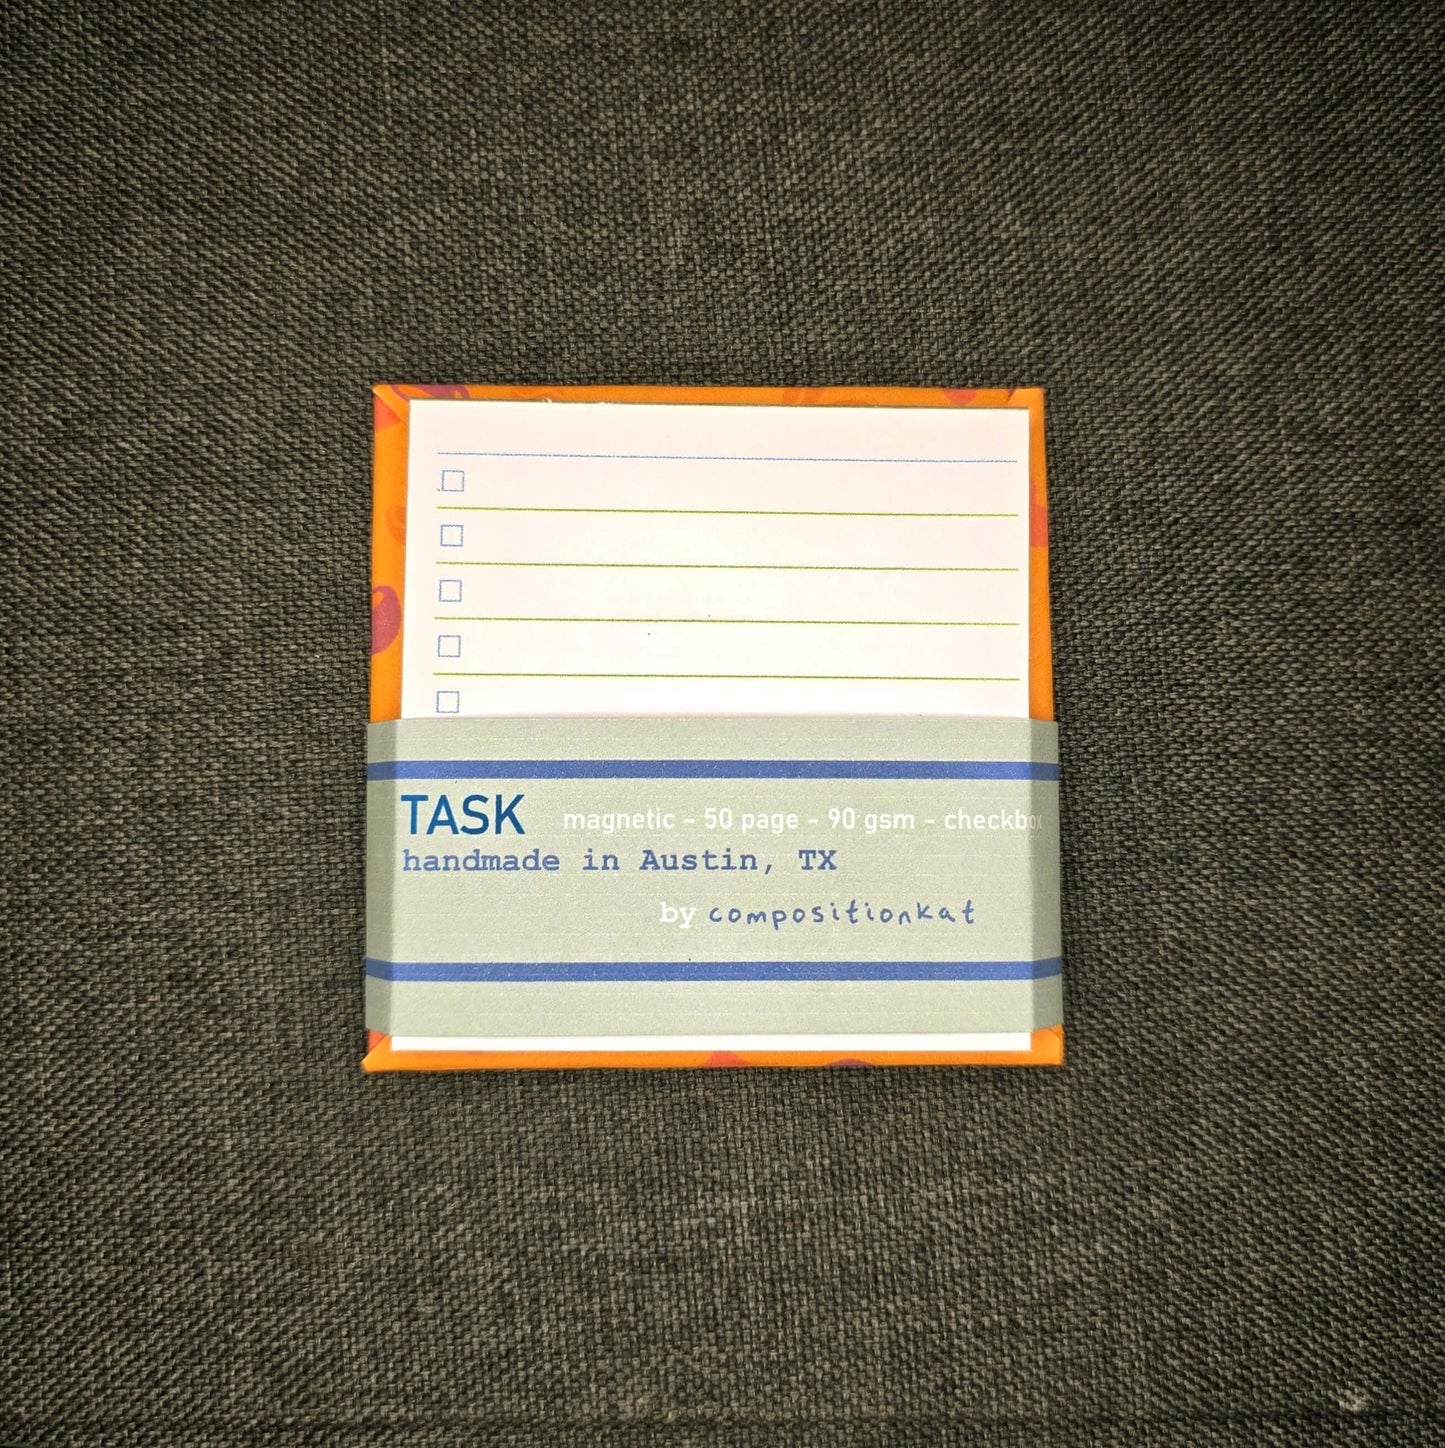 TASK magnetic - 50 page - 90 gsm - checkbox
handmade in Austin, TX
by compositionkat